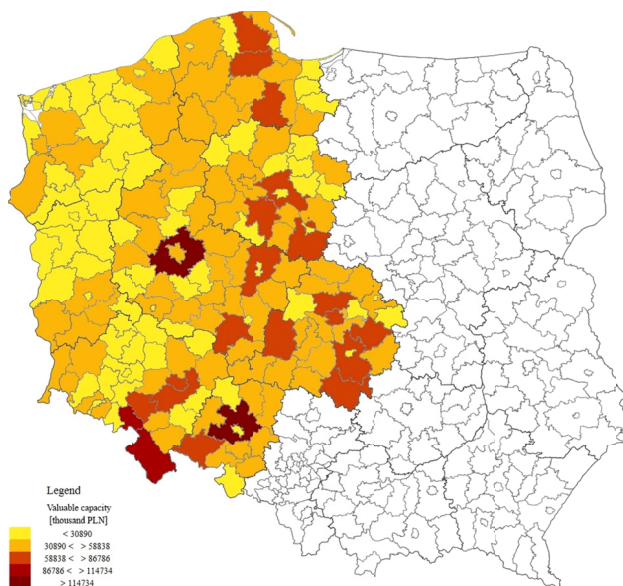 Legend
Valuable capacity
[thousand PLN]
< 30890
30890 < > 58838
58838 < > 86786
86786 < > 114734
> 114734